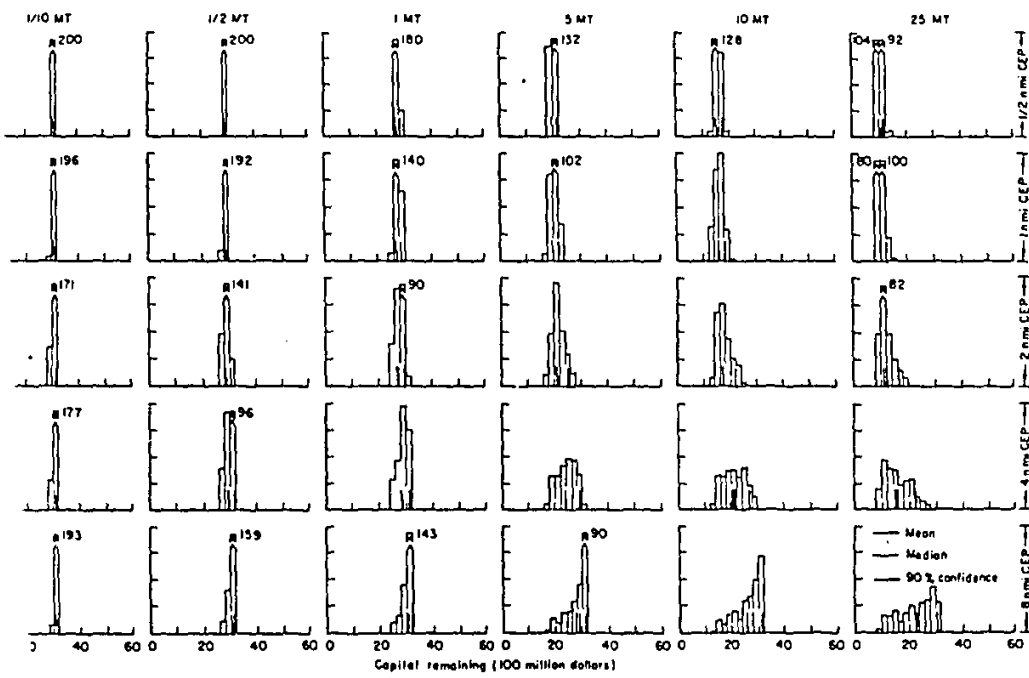 1/10 MT 1/2 MT 1 MT 5 MT 10 MT 25 MT
200 200 180 132 128 104 92 1/2 nmi CEP
196 192 140 102 80 100 1 nmi CEP
171 141 90 82 2 nmi CEP
177 96 4 nmi CEP
193 159 143 90 8 nmi CEP
Mean
Median
90 % confidence
0 20 40 60 0 20 40 60 0 20 40 60 0 20 40 60 0 20 40 60 0 20 40 60
Capital remaining (100 million dollars)